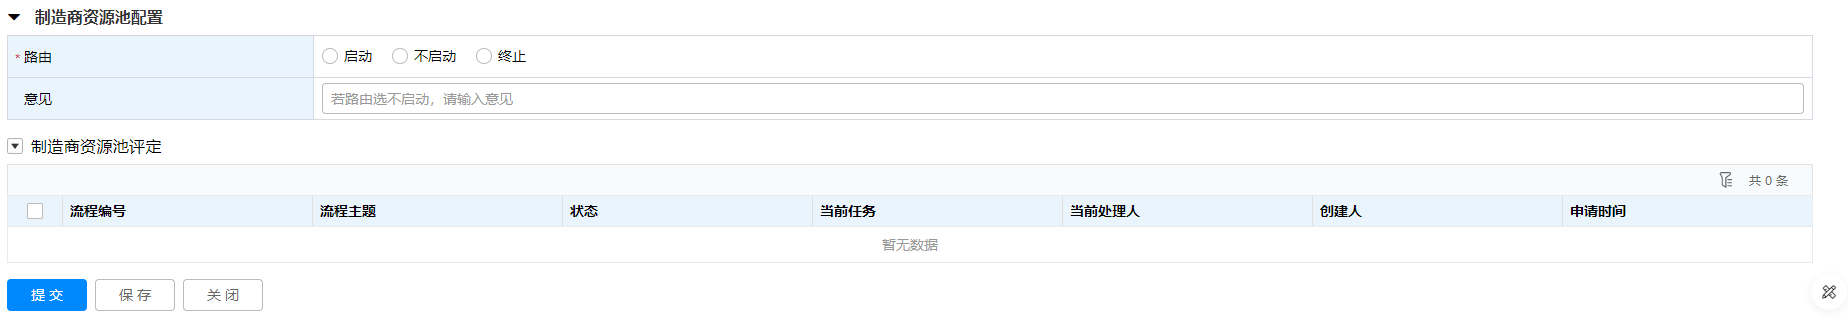 制造商资源池配置
* 路由 启动 不启动 终止
意见 若路由选不启动，请输入意见
制造商资源池评定
共 0 条
流程编号 流程主题 状态 当前任务 当前处理人 创建人 申请时间
暂无数据
提交 保存 关闭